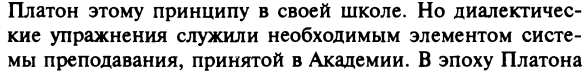 Платон этому принципу в своей школе. Но диалектичес-
кие упражнения служили необходимым элементом систе-
мы преподавания, принятой в Академии. В эпоху Платона